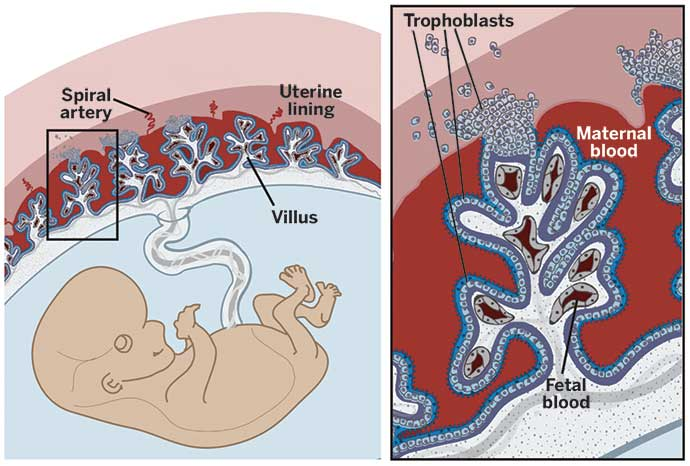 Spiral
artery
Uterine
lining
Villus
Trophoblasts
Maternal
blood
Fetal
blood